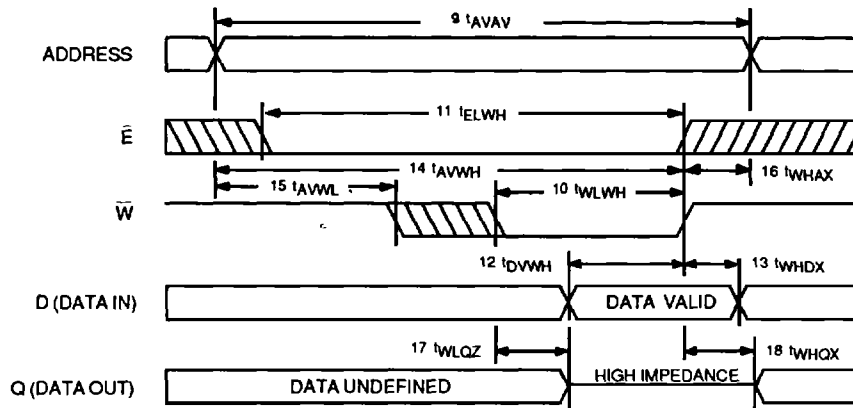 9 tAVAV
ADDRESS
11 tELWH
E
14 tAVWH
16 tWHAX
15 tAVWL
10 tWLWH
W
12 tDVWH
13 tWHDX
D (DATA IN)
DATA VALID
17 tWLQZ
18 tWHQX
Q (DATA OUT)
DATA UNDEFINED
HIGH IMPEDANCE